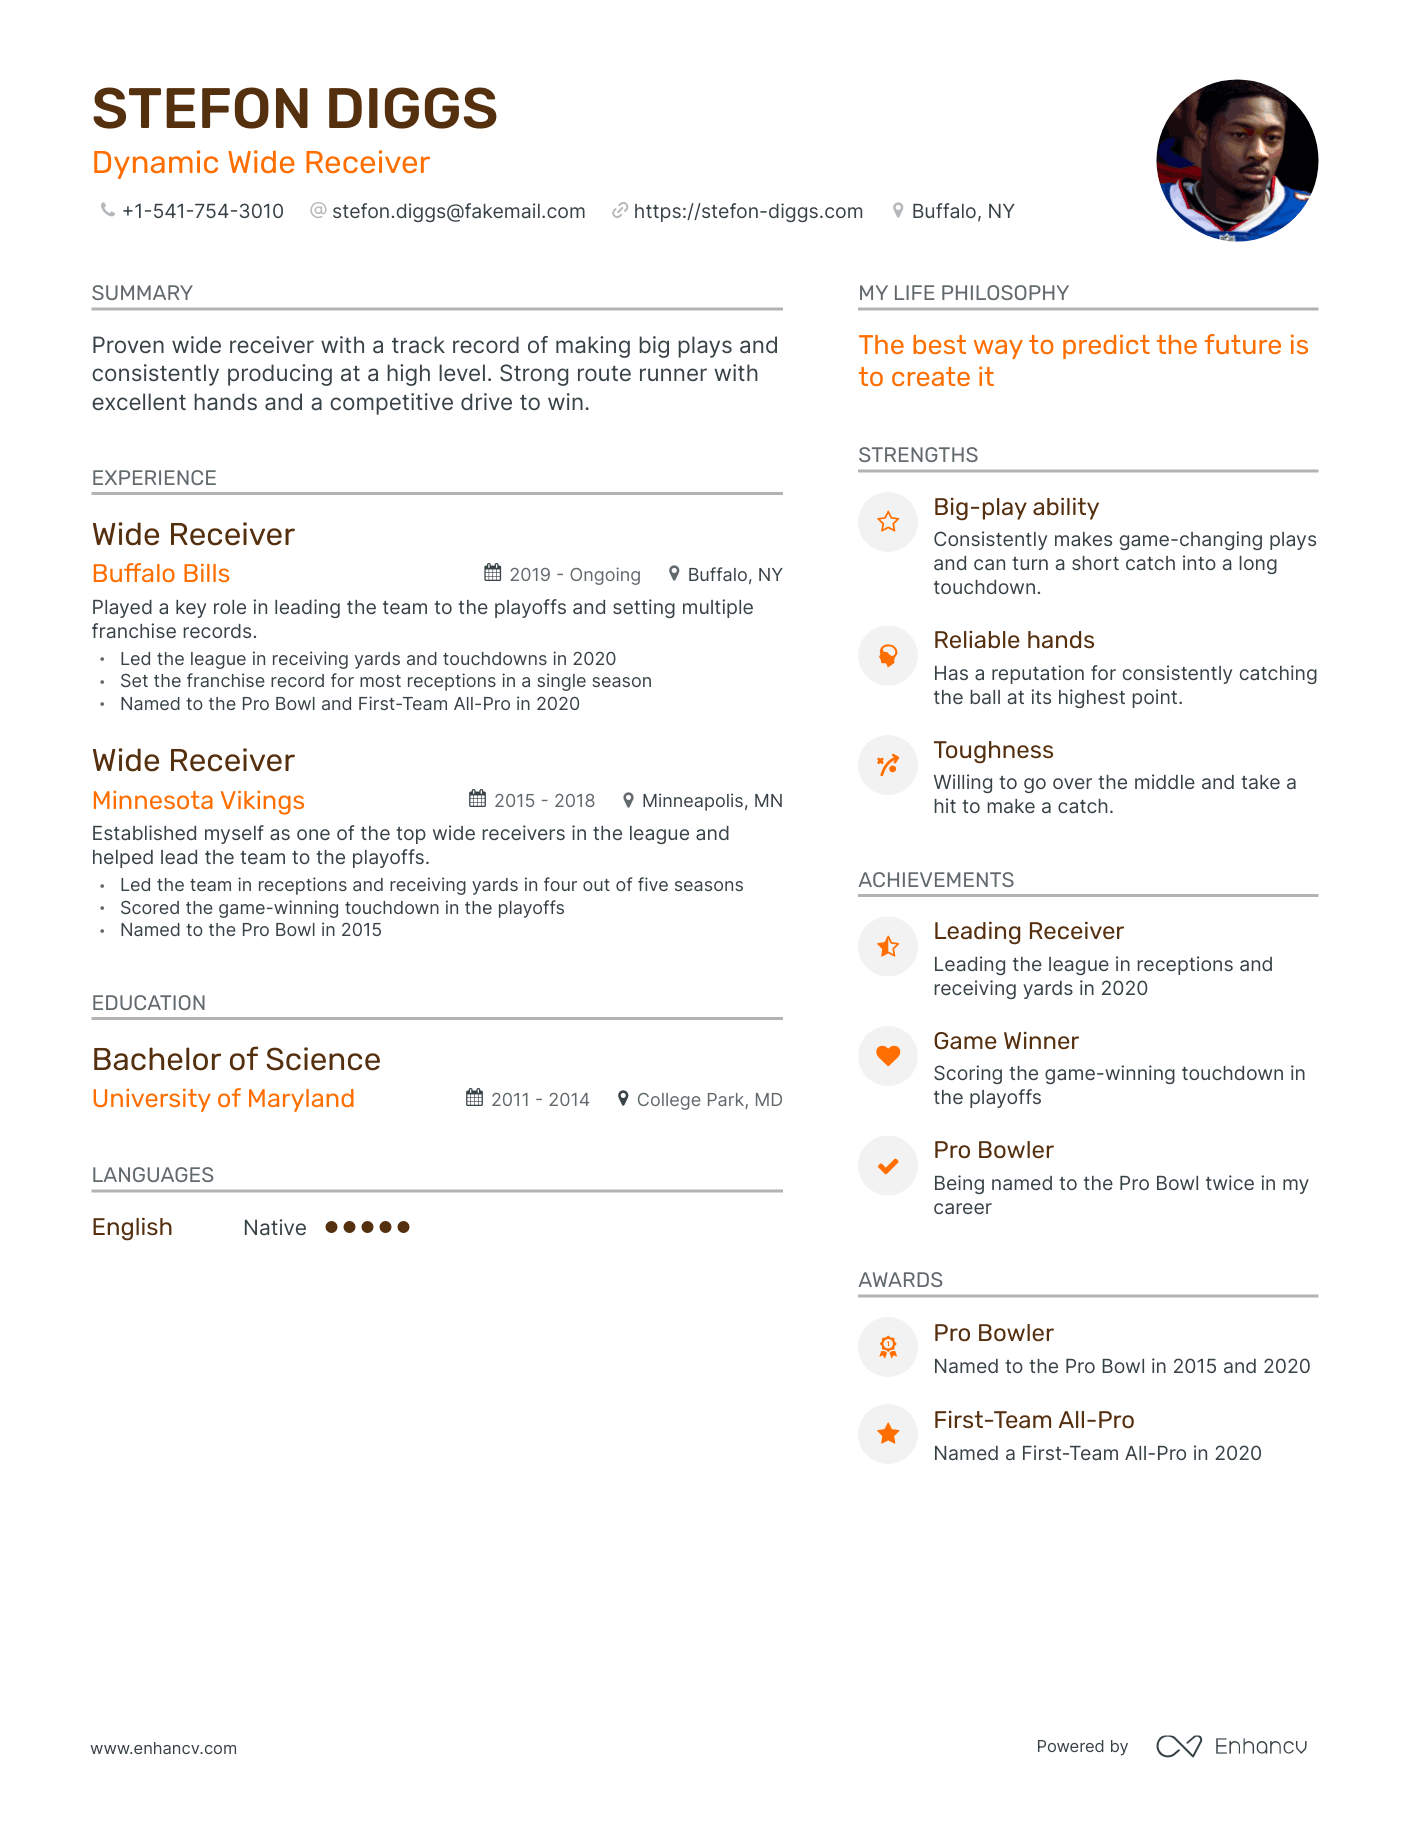 STEFON DIGGS
Dynamic Wide Receiver
+1-541-754-3010 stefon.diggs@fakemail.com https://stefon-diggs.com Buffalo, NY
SUMMARY
Proven wide receiver with a track record of making big plays and
consistently producing at a high level. Strong route runner with
excellent hands and a competitive drive to win.
EXPERIENCE
Wide Receiver
Buffalo Bills 2019 - Ongoing Buffalo, NY
Played a key role in leading the team to the playoffs and setting multiple
franchise records.
• Led the league in receiving yards and touchdowns in 2020
• Set the franchise record for most receptions in a single season
• Named to the Pro Bowl and First-Team All-Pro in 2020
Wide Receiver
Minnesota Vikings 2015 - 2018 Minneapolis, MN
Established myself as one of the top wide receivers in the league and
helped lead the team to the playoffs.
• Led the team in receptions and receiving yards in four out of five seasons
• Scored the game-winning touchdown in the playoffs
• Named to the Pro Bowl in 2015
EDUCATION
Bachelor of Science
University of Maryland 2011 - 2014 College Park, MD
LANGUAGES
English Native
MY LIFE PHILOSOPHY
The best way to predict the future is
to create it
STRENGTHS
Big-play ability
Consistently makes game-changing plays
and can turn a short catch into a long
touchdown.
Reliable hands
Has a reputation for consistently catching
the ball at its highest point.
Toughness
Willing to go over the middle and take a
hit to make a catch.
ACHIEVEMENTS
Leading Receiver
Leading the league in receptions and
receiving yards in 2020
Game Winner
Scoring the game-winning touchdown in
the playoffs
Pro Bowler
Being named to the Pro Bowl twice in my
career
AWARDS
Pro Bowler
Named to the Pro Bowl in 2015 and 2020
First-Team All-Pro
Named a First-Team All-Pro in 2020
www.enhancv.com
Powered by Enhancv